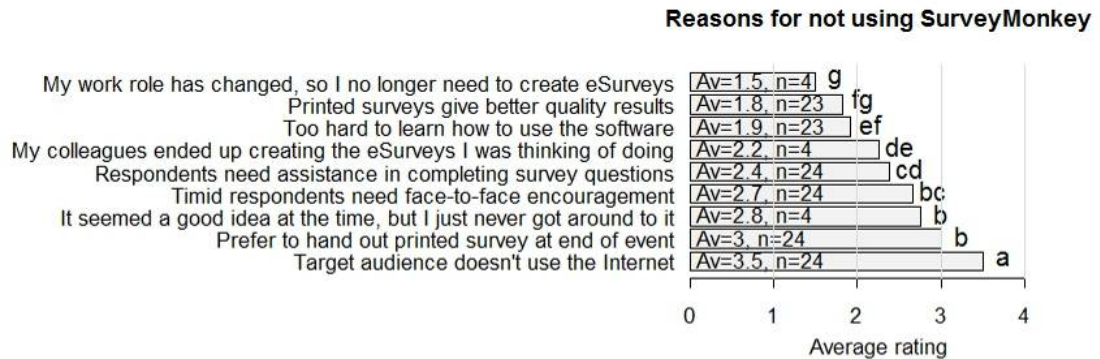 Reasons for not using SurveyMonkey
My work role has changed, so I no longer need to create eSurveys Av=1.5, n=4 g
Printed surveys give better quality results Av=1.8, n=23 fg
Too hard to learn how to use the software Av=1.9, n=23 ef
My colleagues ended up creating the eSurveys I was thinking of doing Av=2.2, n=4 de
Respondents need assistance in completing survey questions Av=2.4, n=24 cd
Timid respondents need face-to-face encouragement Av=2.7, n=24 bc
It seemed a good idea at the time, but I just never got around to it Av=2.8, n=4 b
Prefer to hand out printed survey at end of event Av=3, n=24 b
Target audience doesn't use the Internet Av=3.5, n=24 a
0 1 2 3 4
Average rating